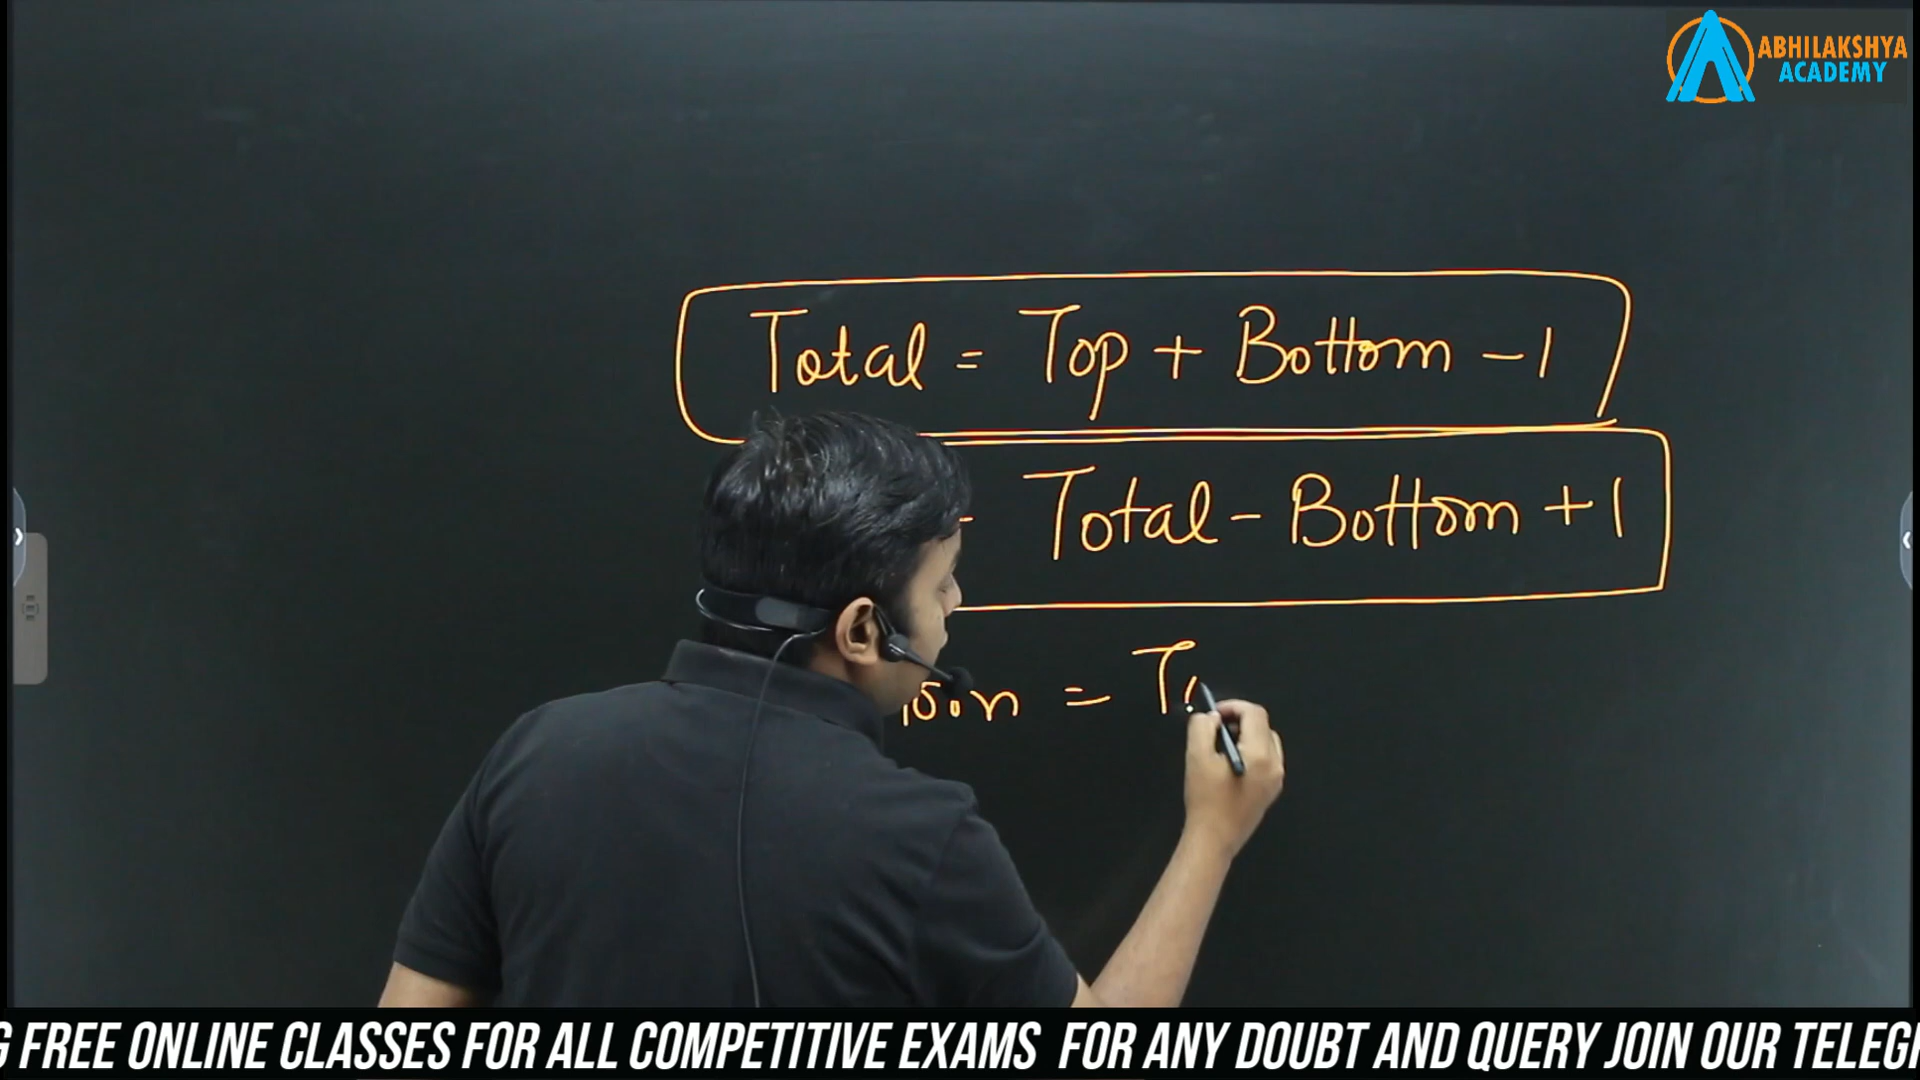 ABHILAKSHYA
ACADEMY
Total = Top + Bottom - 1
Total - Bottom + 1
=
FREE ONLINE CLASSES FOR ALL COMPETITIVE EXAMS FOR ANY DOUBT AND QUERY JOIN OUR